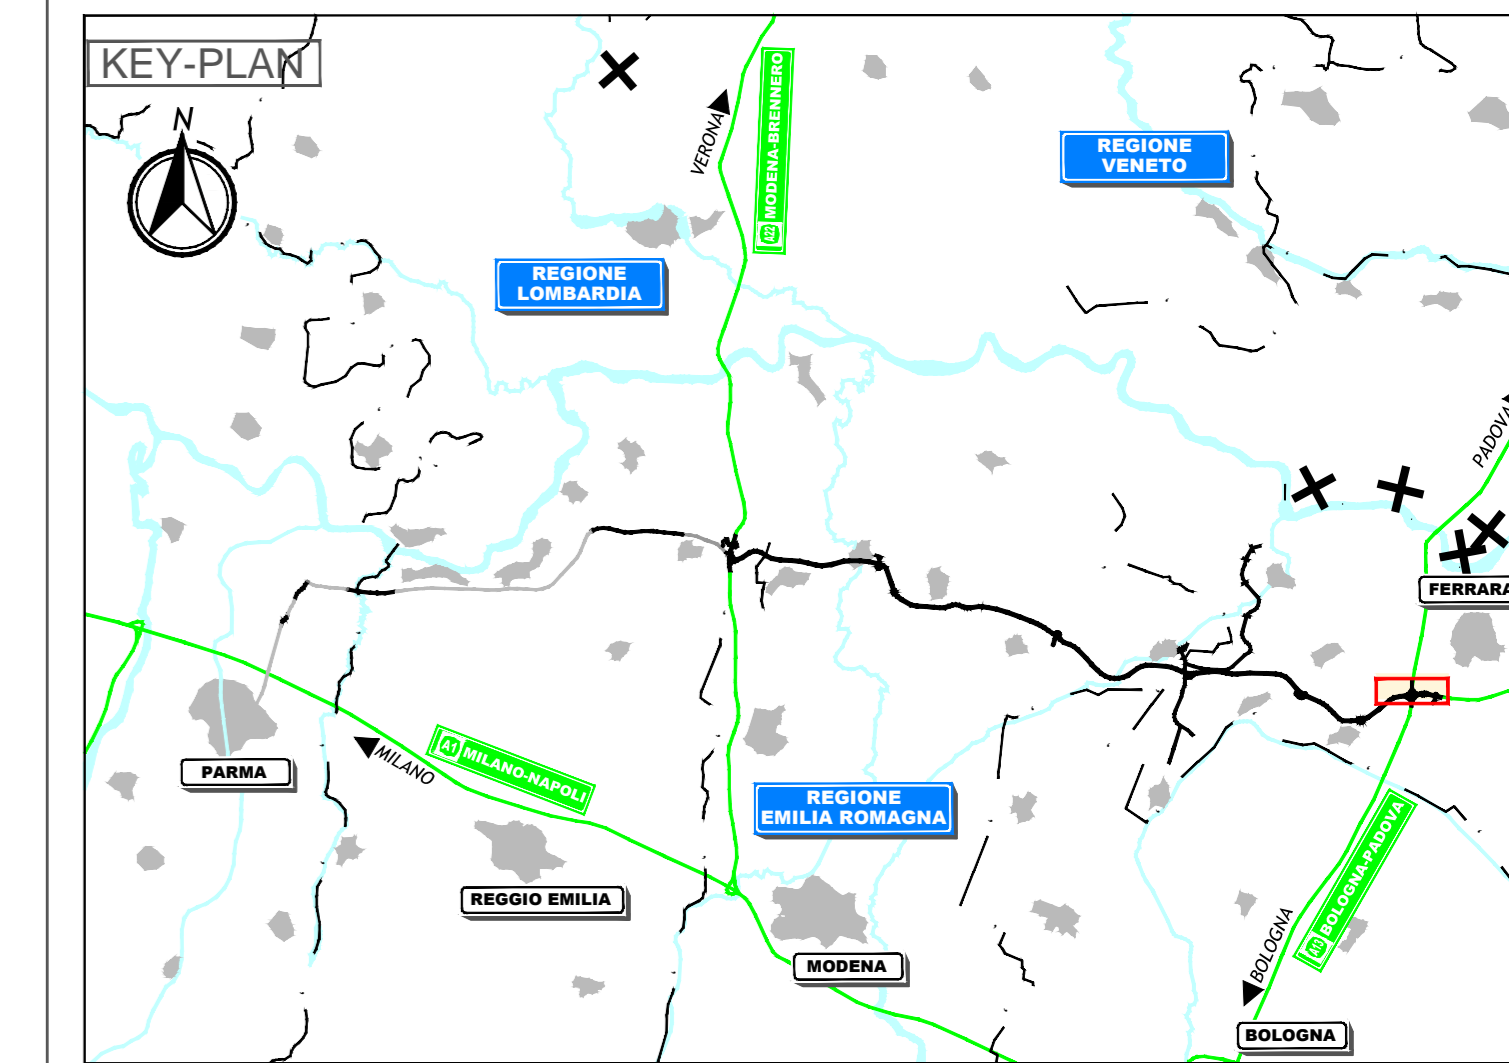 KEY-PLAN
N
VERONA
A22 MODENA-BRENNERO
REGIONE
VENETO
REGIONE
LOMBARDIA
PADOVA
FERRARA
PARMA
MILANO
A1 MILANO-NAPOLI
REGIONE
EMILIA ROMAGNA
REGGIO EMILIA
MODENA
BOLOGNA
A13 BOLOGNA-PADOVA
BOLOGNA